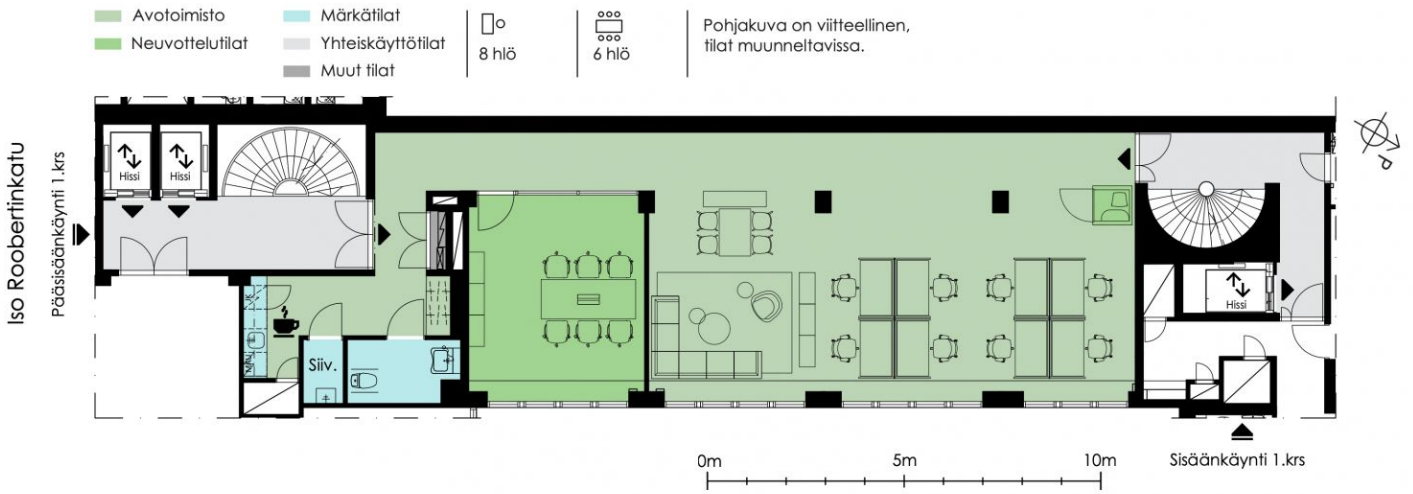 Avotoimisto
Neuvottelutilat
Märkätilat
Yhteiskäyttötilat
Muut tilat
8 hlö
6 hlö
Pohjakuva on viitteellinen,
tilat muunneltavissa.
Iso Roobertinkatu
Pääsisäänkäynti 1.krs
Hissi
Hissi
P
Siiv.
Hissi
0m
5m
10m
Sisäänkäynti 1.krs